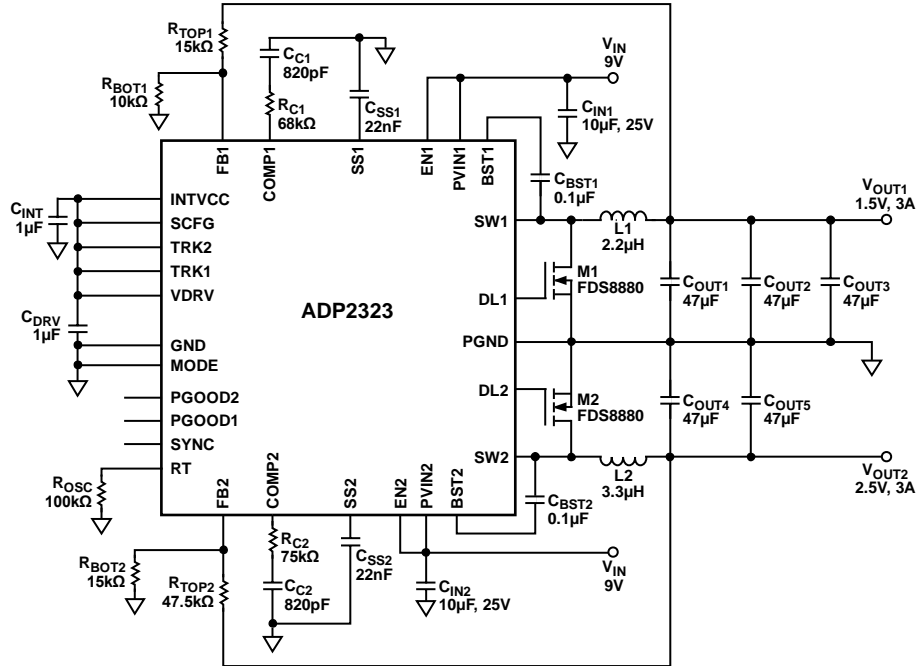 RTOP1
15kΩ
CC1
820pF
VIN
9V
RBOT1
10kΩ
RC1
68kΩ
CSS1
22nF
CIN1
10µF, 25V
FB1
COMP1
SS1
EN1
PVIN1
BST1
CBST1
0.1µF
CINT
1µF
INTVCC
SCFG
TRK2
TRK1
VDRV
CDRV
1µF
GND
MODE
PGOOD2
PGOOD1
SYNC
RT
ROSC
100kΩ
ADP2323
SW1
DL1
PGND
DL2
SW2
L1
2.2µH
VOUT1
1.5V, 3A
M1
FDS8880
COUT1
47µF
COUT2
47µF
COUT3
47µF
M2
FDS8880
COUT4
47µF
COUT5
47µF
L2
3.3µH
VOUT2
2.5V, 3A
FB2
COMP2
SS2
EN2
PVIN2
BST2
CBST2
0.1µF
RBOT2
15kΩ
RTOP2
47.5kΩ
RC2
75kΩ
CC2
820pF
CSS2
22nF
CIN2
10µF, 25V
VIN
9V